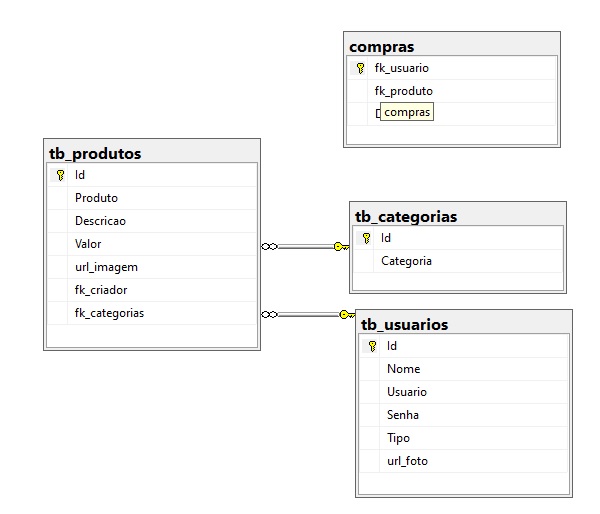 compras
fk_usuario
fk_produto
compras
tb_produtos
Id
Produto
Descricao
Valor
url_imagem
fk_criador
fk_categorias
tb_categorias
Id
Categoria
tb_usuarios
Id
Nome
Usuario
Senha
Tipo
url_foto